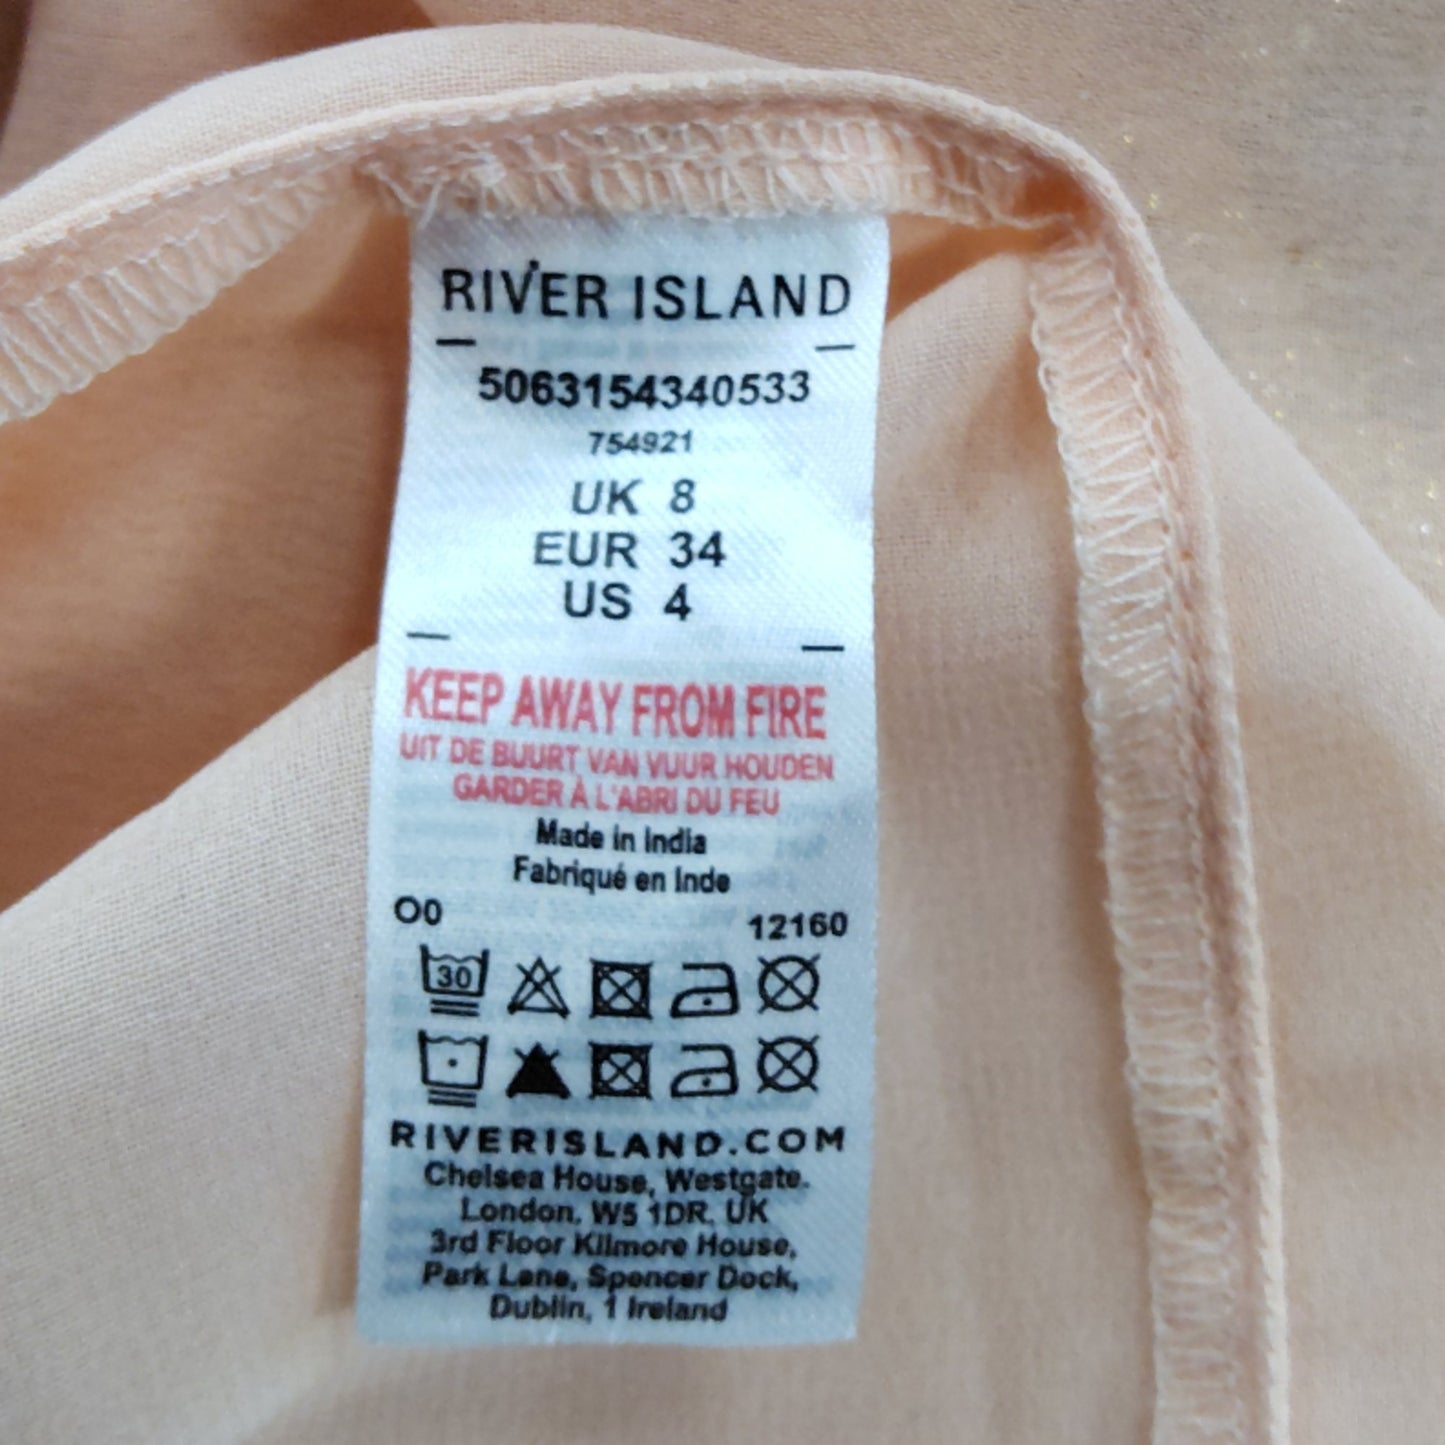 RIVER ISLAND
5063154340533
754921
UK 8
EUR 34
US 4
KEEP AWAY FROM FIRE
UIT DE BUURT VAN VUUR HOUDEN
GARDER À L'ABRI DU FEU
Made in India
Fabriqué en Inde
O0 12160
30
RIVERISLAND.COM
Chelsea House, Westgate.
London, W5 1DR, UK
3rd Floor Kilmore House,
Park Lane, Spencer Dock,
Dublin, 1 Ireland